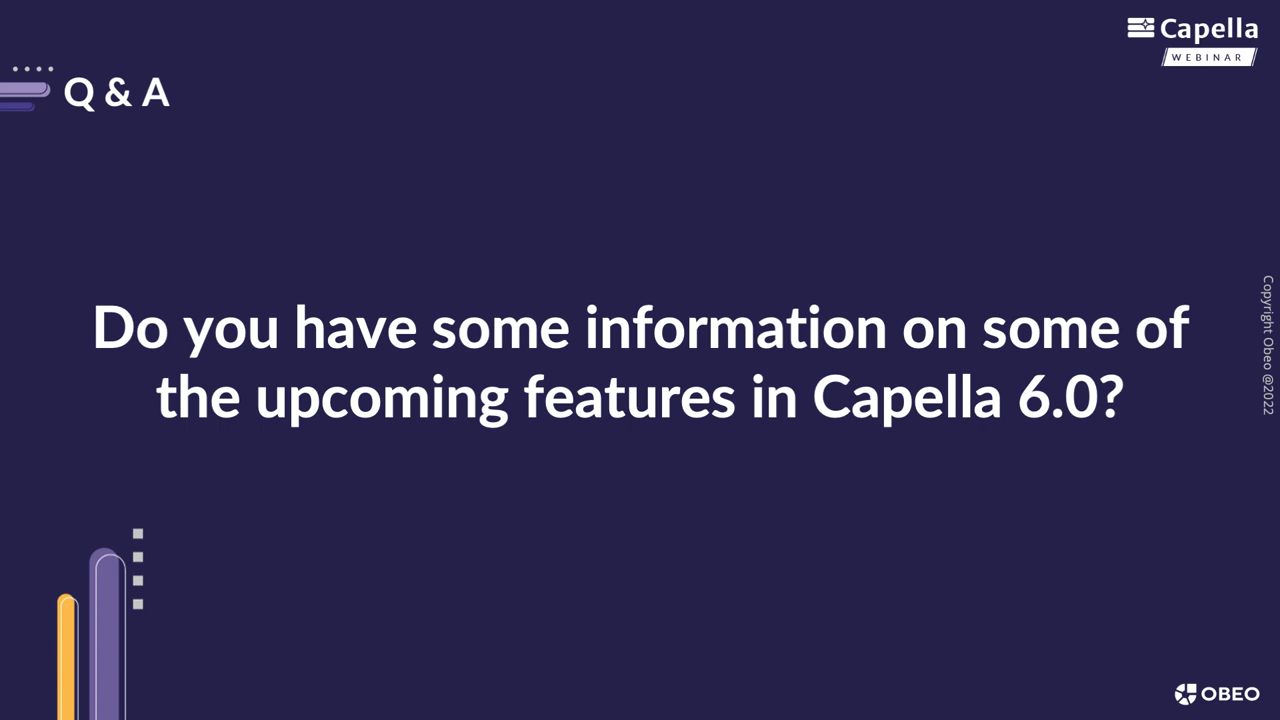 Capella
WEBINAR
Q & A
Do you have some information on some of
the upcoming features in Capella 6.0?
Copyright Obeo @2022
OBEO